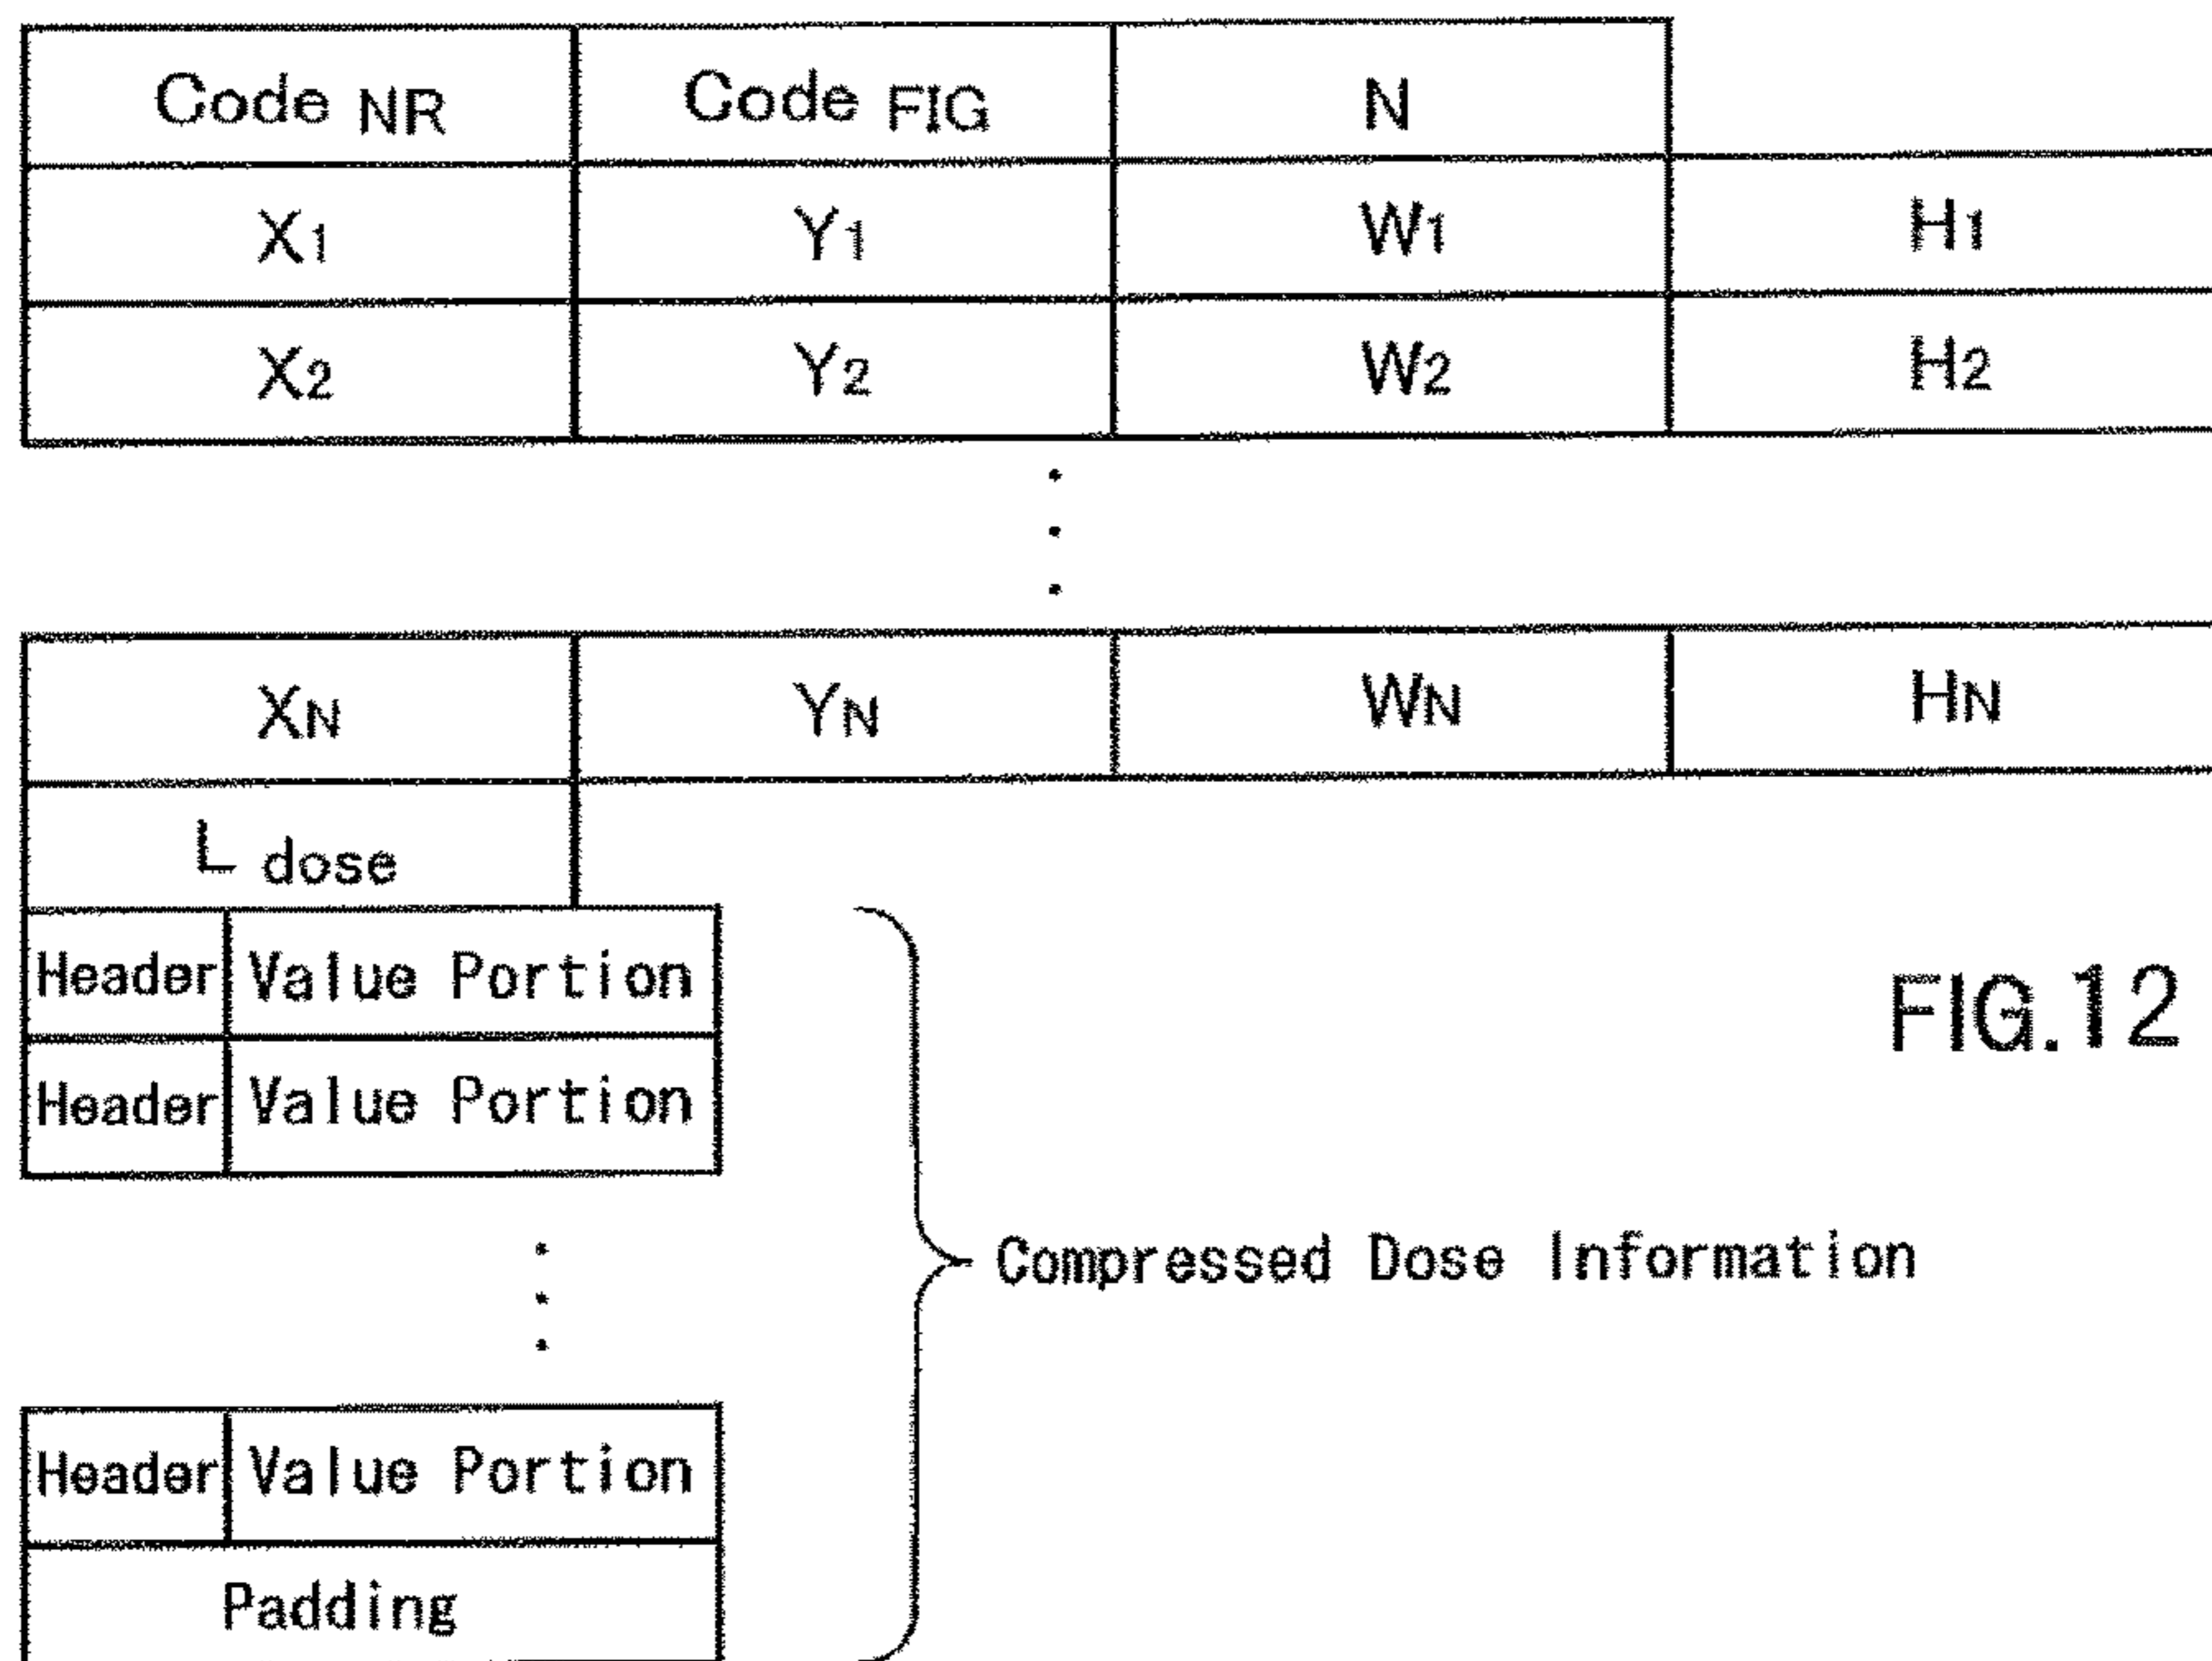 Code NR Code FIG N
X1 Y1 W1 H1
X2 Y2 W2 H2
XN YN WN HN
L dose
Header Value Portion
Header Value Portion
Compressed Dose Information
Header Value Portion
Padding
FIG.12